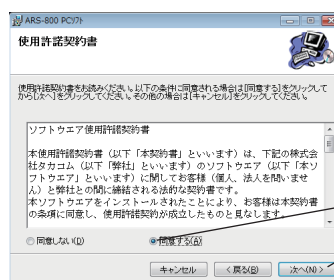 ARS-800 PCソフト
使用許諾契約書
使用許諾契約書をお読みください。以下の条件に同意される場合は[同意する]をクリックして
から[次へ]をクリックしてください。その他の場合は[キャンセル]をクリックしてください。
ソフトウエア使用許諾契約書
本使用許諾契約書(以下「本契約書」といいます)は、下記の株式会
社タカコム(以下「弊社」といいます)のソフトウエア(以下「本ソ
フトウエア」といいます)に関してお客様(個人、法人を問いませ
ん)と弊社との間に締結される法的な契約書です。
本ソフトウエアをインストールされたことにより、お客様は本契約書
の条項に同意し、使用許諾契約が成立したものと見なします。
同意しない(D)
同意する(A)
キャンセル
<戻る(B)
次へ(N)>